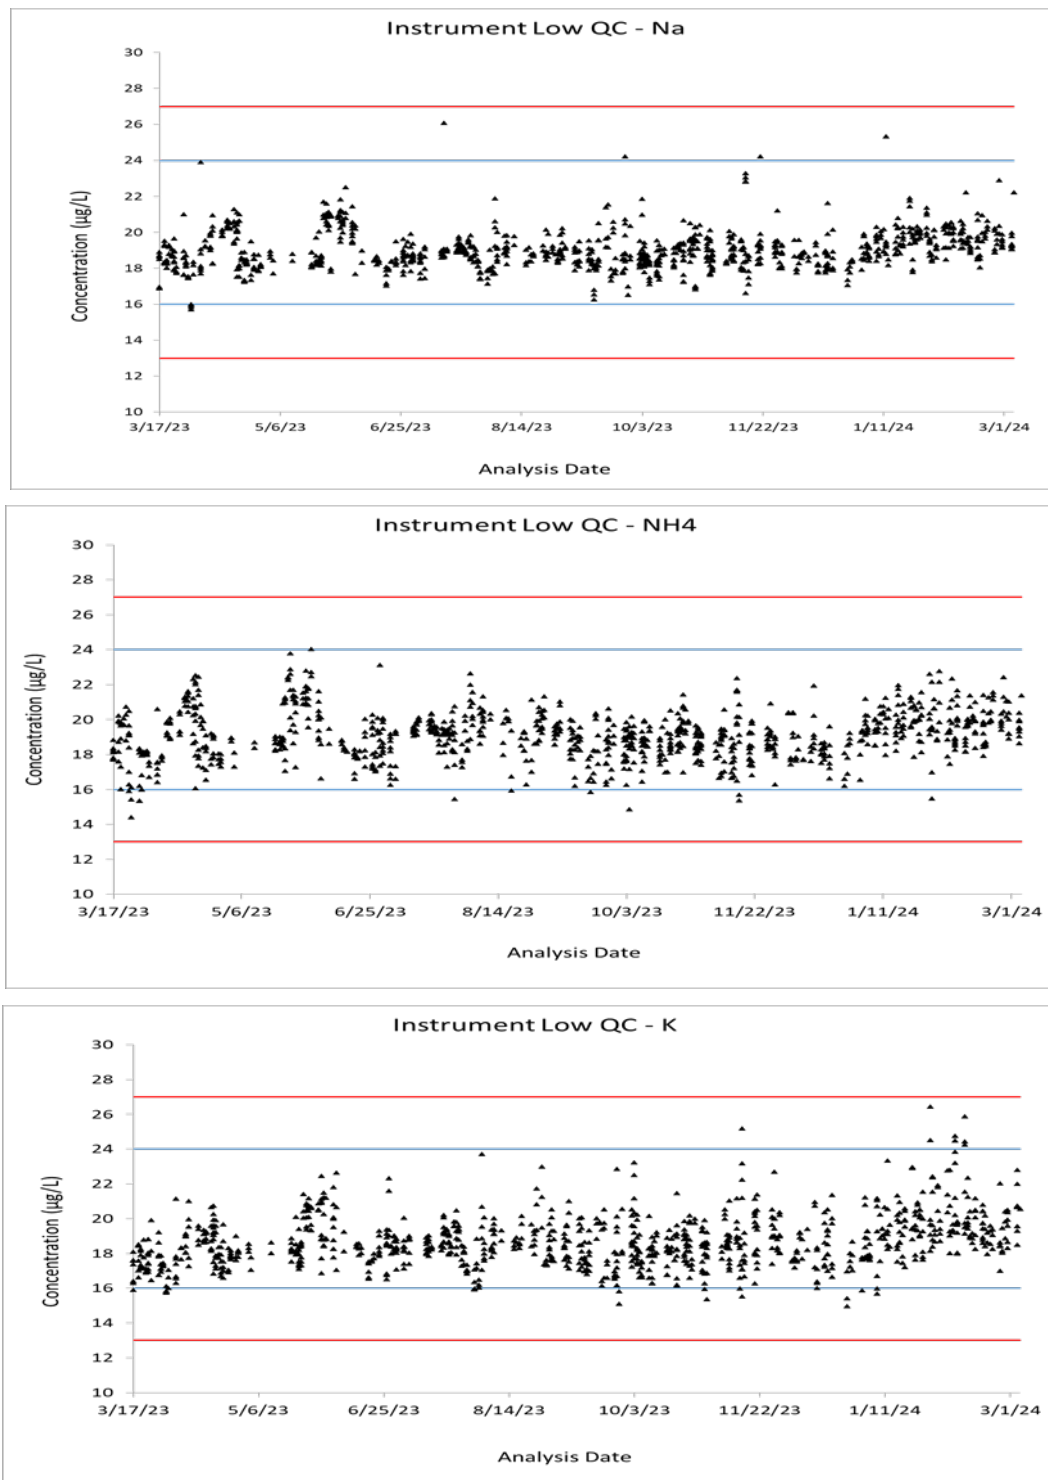 Instrument Low QC - Na
30
28
26
24
22
20
18
16
14
12
10
Concentration (µg/L)
3/17/23 5/6/23 6/25/23 8/14/23 10/3/23 11/22/23 1/11/24 3/1/24
Analysis Date
Instrument Low QC - NH4
30
28
26
24
22
20
18
16
14
12
10
Concentration (µg/L)
3/17/23 5/6/23 6/25/23 8/14/23 10/3/23 11/22/23 1/11/24 3/1/24
Analysis Date
Instrument Low QC - K
30
28
26
24
22
20
18
16
14
12
10
Concentration (µg/L)
3/17/23 5/6/23 6/25/23 8/14/23 10/3/23 11/22/23 1/11/24 3/1/24
Analysis Date